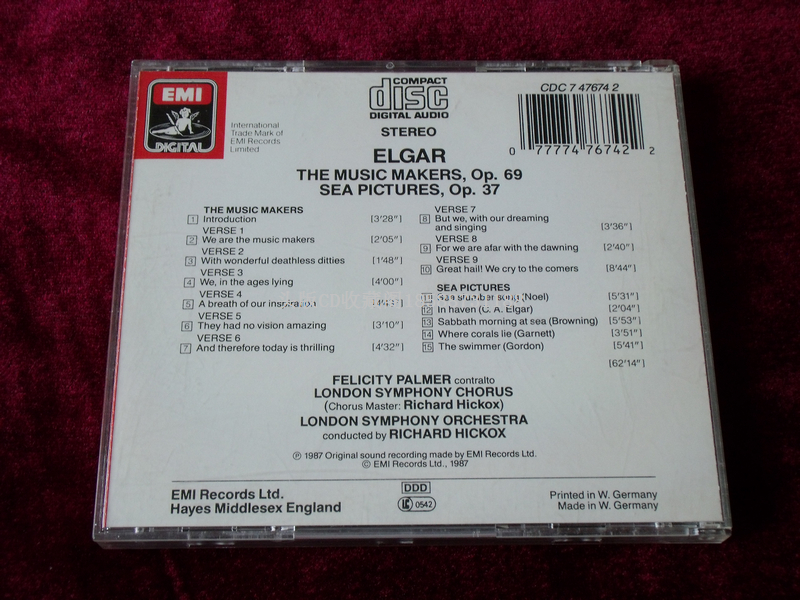 EMI
DIGITAL
International
Trade Mark of
EMI Records
Limited
COMPACT
disc
DIGITAL AUDIO
STEREO
CDC 7 47674 2
0 77774 76742 2
ELGAR
THE MUSIC MAKERS, Op. 69
SEA PICTURES, Op. 37
THE MUSIC MAKERS
1 Introduction [3'28"]
VERSE 1
2 We are the music makers [2'05"]
VERSE 2
3 With wonderful deathless ditties [1'48"]
VERSE 3
4 We, in the ages lying [4'00"]
VERSE 4
5 A breath of our inspiration
VERSE 5
6 They had no vision amazing [3'10"]
VERSE 6
7 And therefore today is thrilling [4'32"]
VERSE 7
8 But we, with our dreaming
and singing [3'36"]
VERSE 8
9 For we are afar with the dawning [2'40"]
VERSE 9
10 Great hail! We cry to the comers [8'44"]
SEA PICTURES
11 Sea slumber song (Noel) [5'31"]
12 In haven (C. A. Elgar) [2'04"]
13 Sabbath morning at sea (Browning) [5'53"]
14 Where corals lie (Garnett) [3'51"]
15 The swimmer (Gordon) [5'41"]
[62'14"]
FELICITY PALMER contralto
LONDON SYMPHONY CHORUS
(Chorus Master: Richard Hickox)
LONDON SYMPHONY ORCHESTRA
conducted by RICHARD HICKOX
℗ 1987 Original sound recording made by EMI Records Ltd.
© EMI Records Ltd., 1987
EMI Records Ltd.
Hayes Middlesex England
DDD
LC 0542
Printed in W. Germany
Made in W. Germany